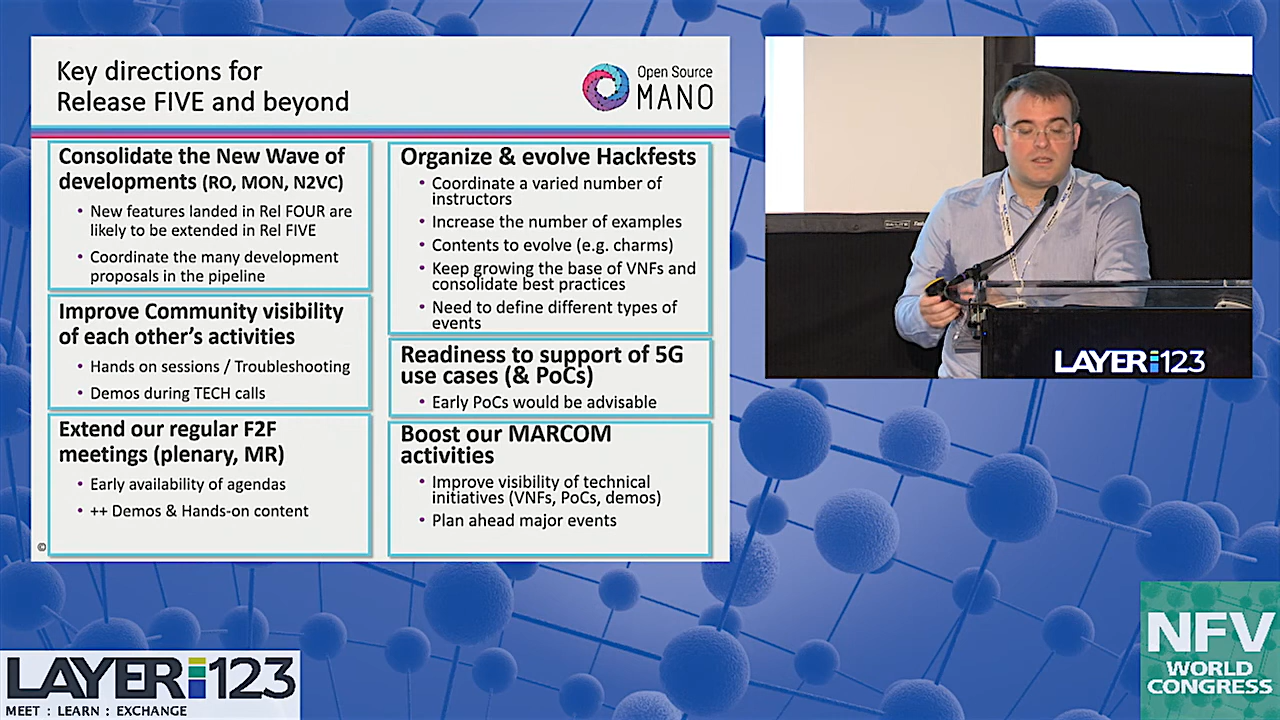 Key directions for
Release FIVE and beyond
Open Source
MANO
Consolidate the New Wave of
developments (RO, MON, N2VC)
• New features landed in Rel FOUR are
likely to be extended in Rel FIVE
• Coordinate the many development
proposals in the pipeline
Improve Community visibility
of each other's activities
• Hands on sessions / Troubleshooting
• Demos during TECH calls
Extend our regular F2F
meetings (plenary, MR)
• Early availability of agendas
• ++ Demos & Hands-on content
©
Organize & evolve Hackfests
• Coordinate a varied number of
instructors
• Increase the number of examples
• Contents to evolve (e.g. charms)
• Keep growing the base of VNFs and
consolidate best practices
• Need to define different types of
events
Readiness to support of 5G
use cases (& PoCs)
• Early PoCs would be advisable
Boost our MARCOM
activities
• Improve visibility of technical
initiatives (VNFs, PoCs, demos)
• Plan ahead major events
LAYER123
LAYER123
MEET : LEARN : EXCHANGE
NFV
WORLD
CONGRESS